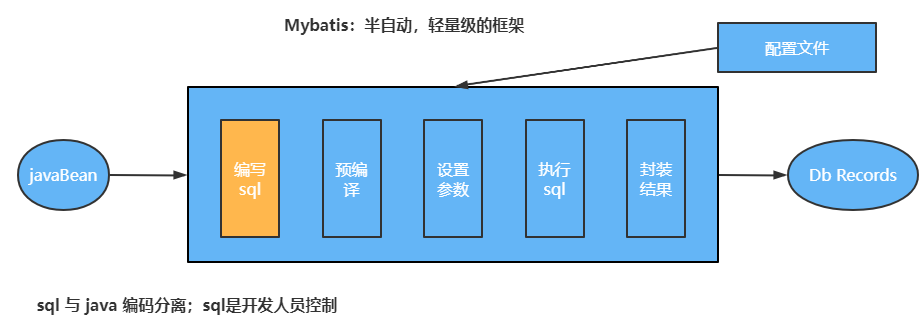 Mybatis：半自动，轻量级的框架
配置文件
javaBean
编写
sql
预编
译
设置
参数
执行
sql
封装
结果
Db Records
sql 与 java 编码分离；sql是开发人员控制